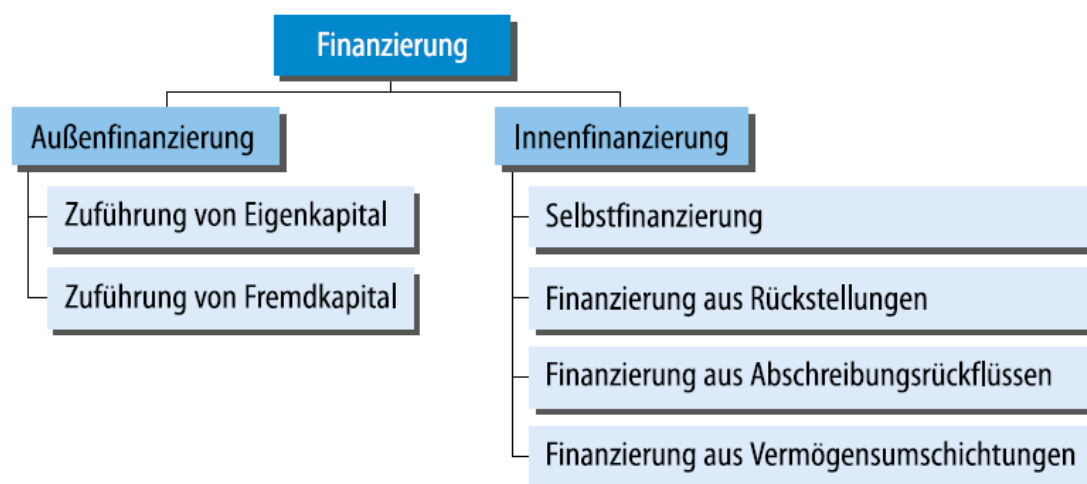 Finanzierung
Außenfinanzierung
Zuführung von Eigenkapital
Zuführung von Fremdkapital
Innenfinanzierung
Selbstfinanzierung
Finanzierung aus Rückstellungen
Finanzierung aus Abschreibungsrückflüssen
Finanzierung aus Vermögensumschichtungen